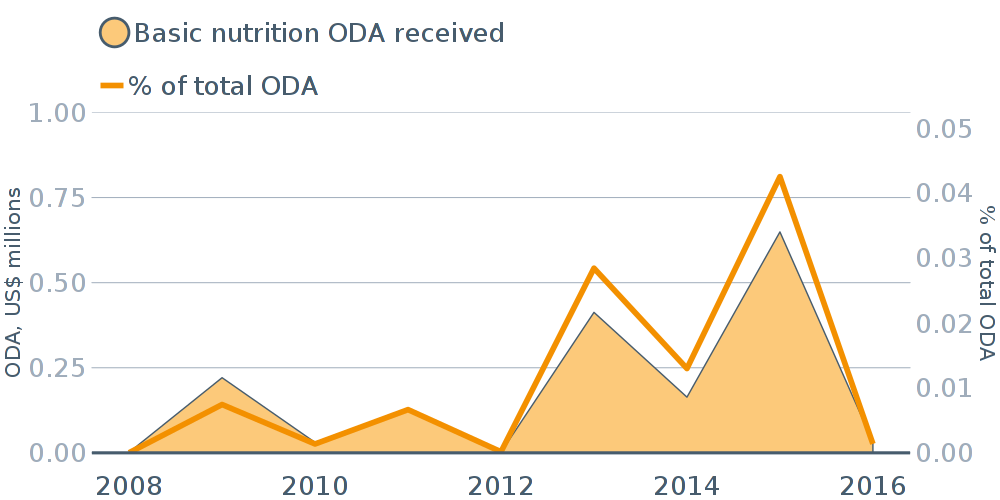 Basic nutrition ODA received
% of total ODA
1.00
0.75
0.50
0.25
0.00
ODA, US$ millions
0.05
0.04
0.03
0.02
0.01
0.00
% of total ODA
2008 2010 2012 2014 2016